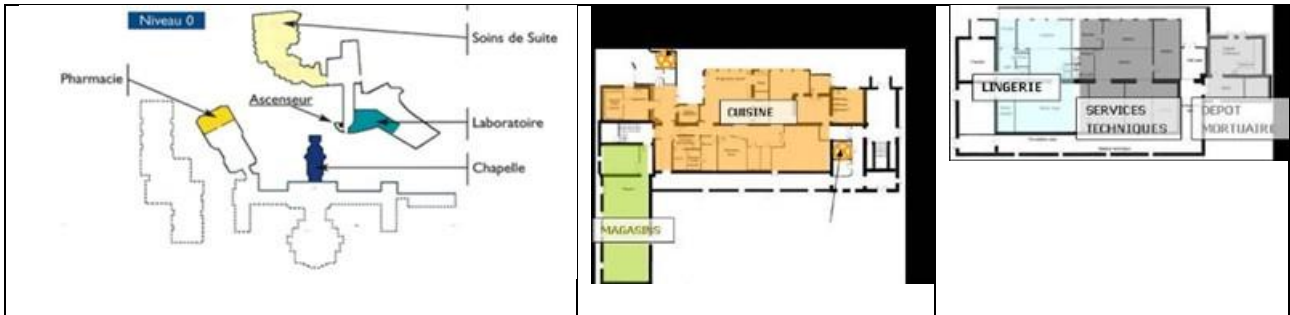 Niveau 0
Soins de Suite
Pharmacie
Ascenseur
Laboratoire
Chapelle
CUISINE
MAGASINS
LINGERIE
SERVICES
TECHNIQUES
DEPOT
MORTUAIRE